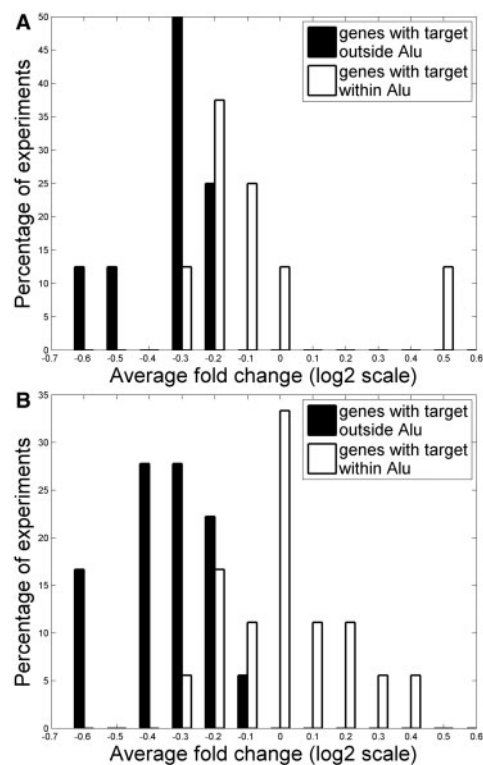 A
50
45
40
35
30
25
20
15
10
5
0
Percentage of experiments
genes with target
outside Alu
genes with target
within Alu
-0.7 -0.6 -0.5 -0.4 -0.3 -0.2 -0.1 0 0.1 0.2 0.3 0.4 0.5 0.6
Average fold change (log2 scale)
B
35
30
25
20
15
10
5
0
Percentage of experiments
genes with target
outside Alu
genes with target
within Alu
-0.7 -0.6 -0.5 -0.4 -0.3 -0.2 -0.1 0 0.1 0.2 0.3 0.4 0.5 0.6
Average fold change (log2 scale)